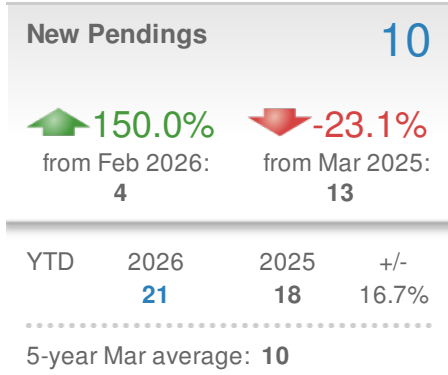 New Pendings 10
150.0% -23.1%
from Feb 2026: from Mar 2025:
4 13
YTD 2026 2025 +/-
21 18 16.7%
5-year Mar average: 10